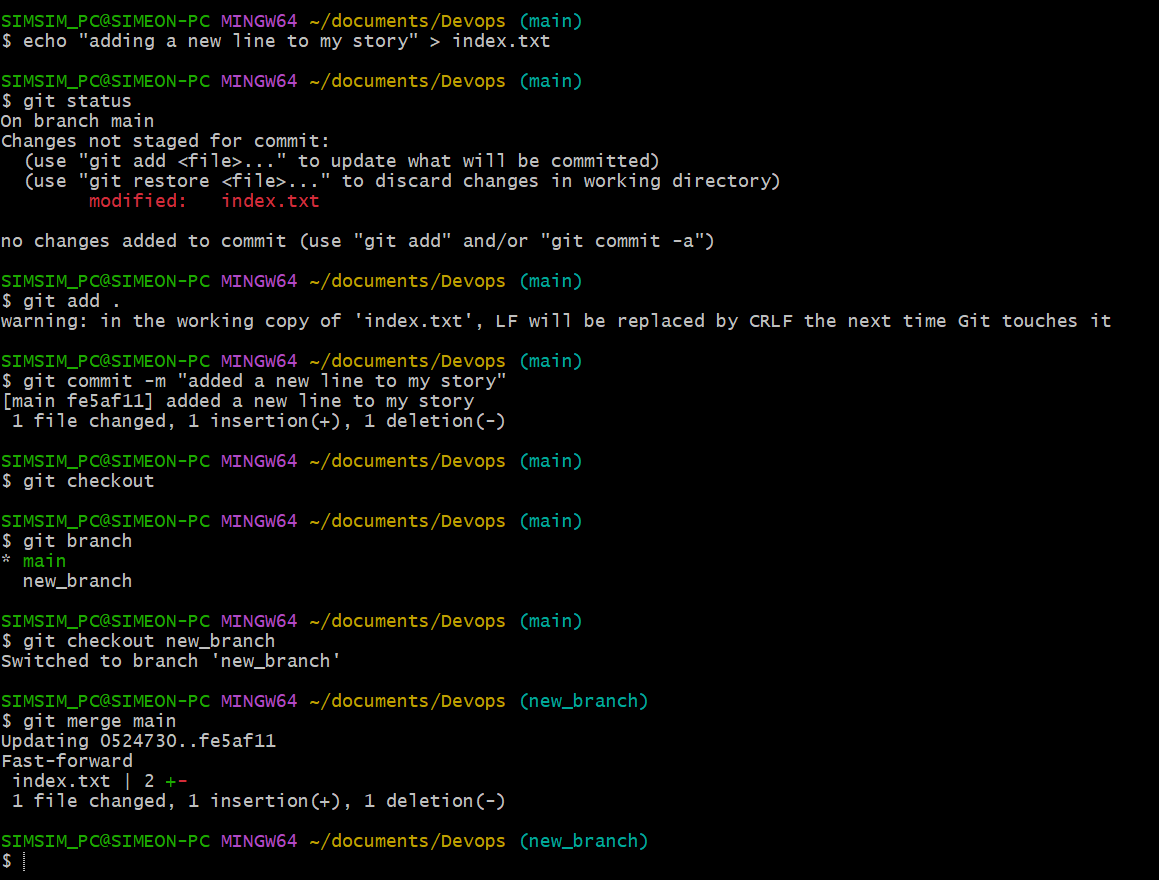 SIMSIM_PC@SIMEON-PC MINGW64 ~/documents/Devops (main)
$ echo "adding a new line to my story" > index.txt

SIMSIM_PC@SIMEON-PC MINGW64 ~/documents/Devops (main)
$ git status
On branch main
Changes not staged for commit:
  (use "git add <file>..." to update what will be committed)
  (use "git restore <file>..." to discard changes in working directory)
        modified:   index.txt

no changes added to commit (use "git add" and/or "git commit -a")

SIMSIM_PC@SIMEON-PC MINGW64 ~/documents/Devops (main)
$ git add .
warning: in the working copy of 'index.txt', LF will be replaced by CRLF the next time Git touches it

SIMSIM_PC@SIMEON-PC MINGW64 ~/documents/Devops (main)
$ git commit -m "added a new line to my story"
[main fe5af11] added a new line to my story
 1 file changed, 1 insertion(+), 1 deletion(-)

SIMSIM_PC@SIMEON-PC MINGW64 ~/documents/Devops (main)
$ git checkout

SIMSIM_PC@SIMEON-PC MINGW64 ~/documents/Devops (main)
$ git branch
* main
  new_branch

SIMSIM_PC@SIMEON-PC MINGW64 ~/documents/Devops (main)
$ git checkout new_branch
Switched to branch 'new_branch'

SIMSIM_PC@SIMEON-PC MINGW64 ~/documents/Devops (new_branch)
$ git merge main
Updating 0524730..fe5af11
Fast-forward
 index.txt | 2 +-
 1 file changed, 1 insertion(+), 1 deletion(-)

SIMSIM_PC@SIMEON-PC MINGW64 ~/documents/Devops (new_branch)
$